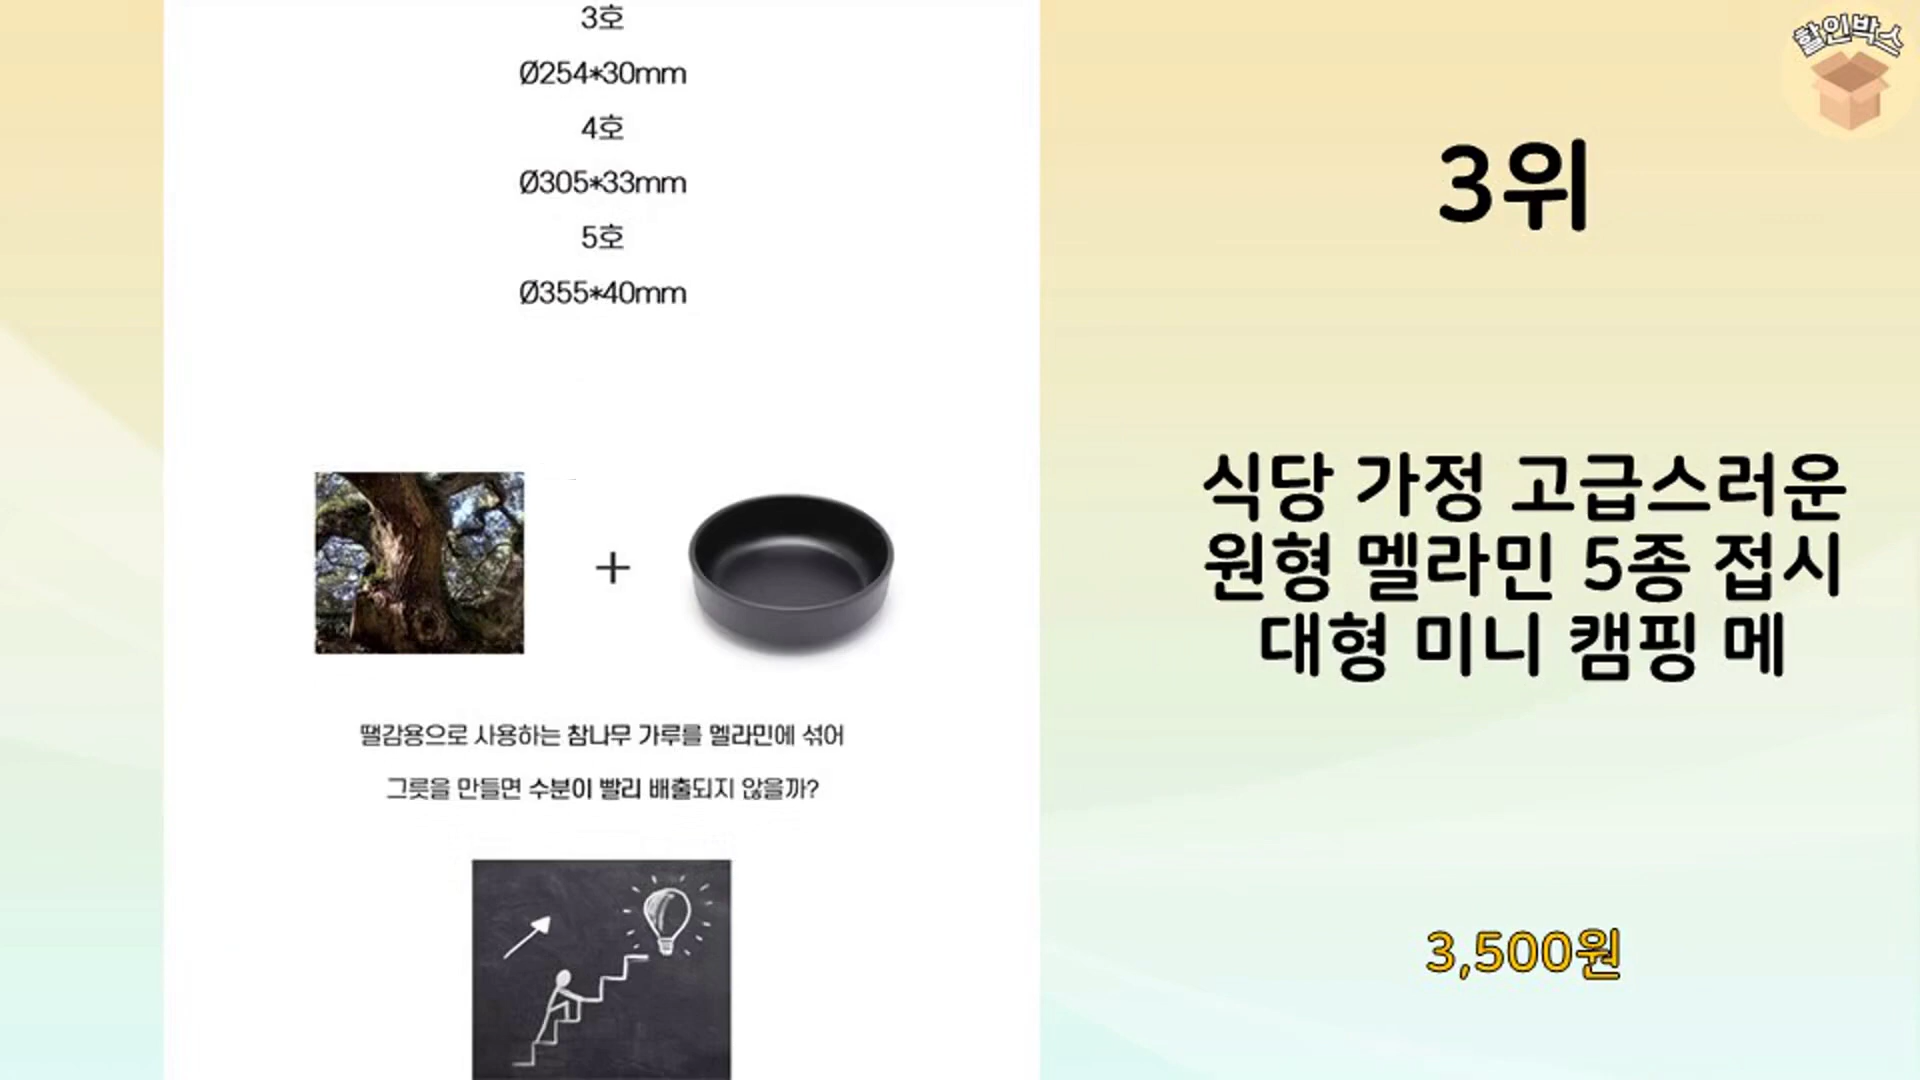 3호
Ø254*30mm
4호
Ø305*33mm
5호
Ø355*40mm
+
땔감용으로 사용하는 참나무 가루를 멜라민에 섞어
그릇을 만들면 수분이 빨리 배출되지 않을까?
할인박스
3위
식당 가정 고급스러운
원형 멜라민 5종 접시
대형 미니 캠핑 메
3,500원